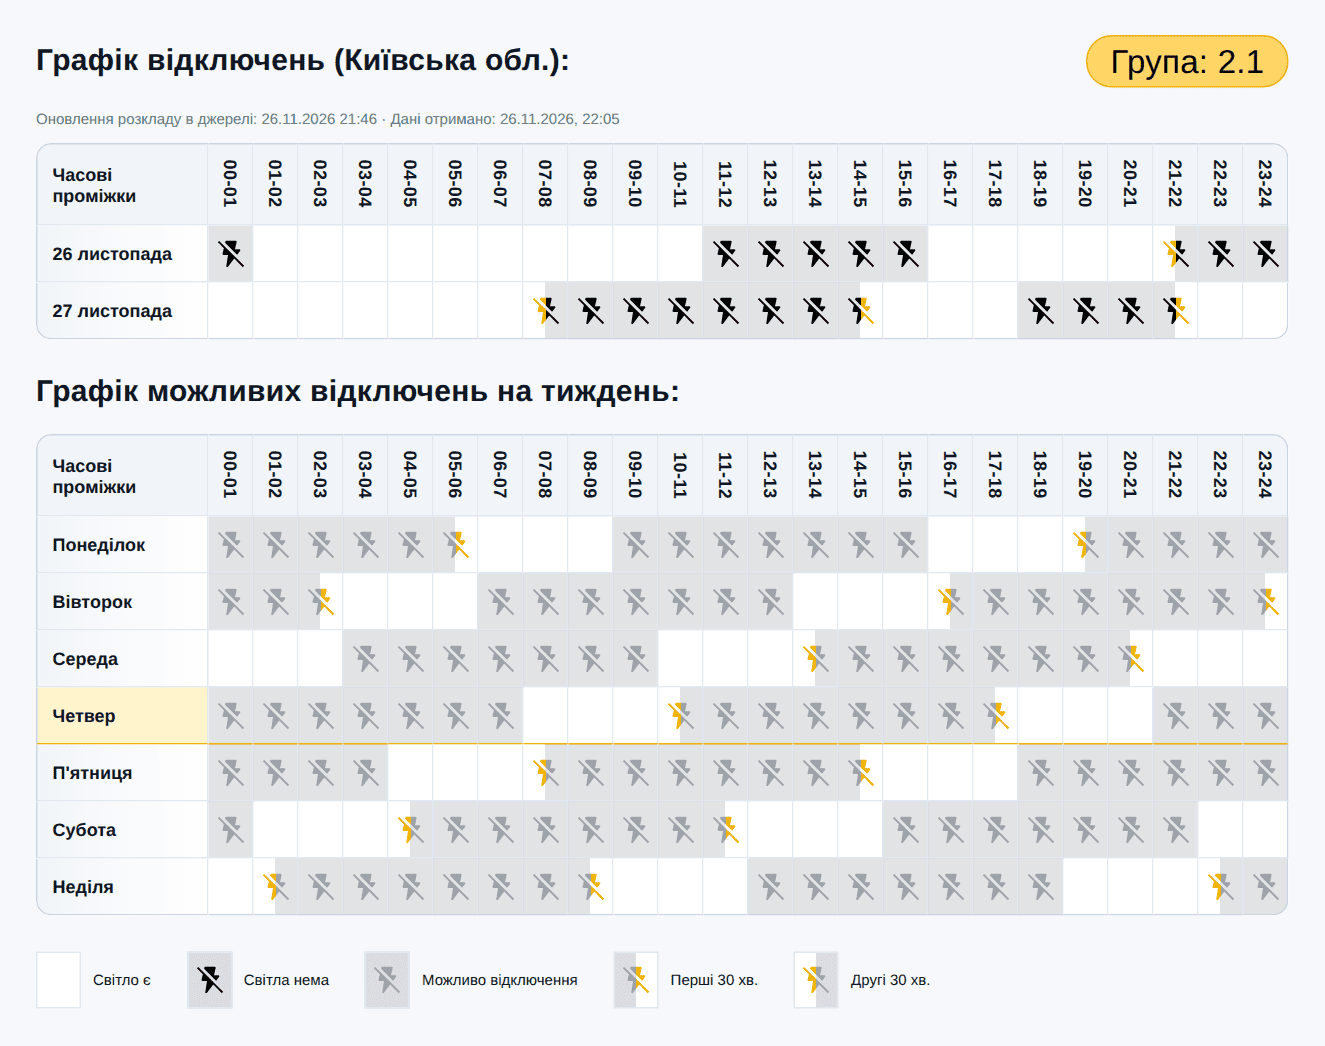 Графік відключень (Київська обл.):
Група: 2.1
Оновлення розкладу в джерелі: 26.11.2026 21:46 · Дані отримано: 26.11.2026, 22:05
Часові проміжки 00-01 01-02 02-03 03-04 04-05 05-06 06-07 07-08 08-09 09-10 10-11 11-12 12-13 13-14 14-15 15-16 16-17 17-18 18-19 19-20 20-21 21-22 22-23 23-24
26 листопада
27 листопада
Графік можливих відключень на тиждень:
Часові проміжки 00-01 01-02 02-03 03-04 04-05 05-06 06-07 07-08 08-09 09-10 10-11 11-12 12-13 13-14 14-15 15-16 16-17 17-18 18-19 19-20 20-21 21-22 22-23 23-24
Понеділок
Вівторок
Середа
Четвер
П'ятниця
Субота
Неділя
Світло є Світла нема Можливо відключення Перші 30 хв. Другі 30 хв.